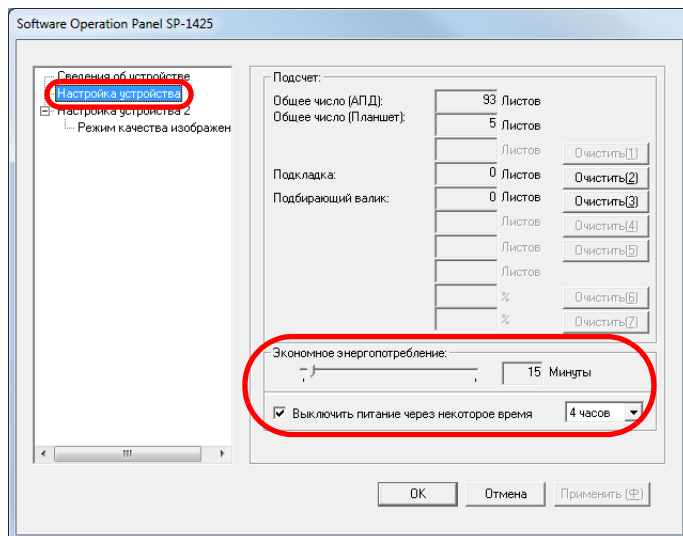 Software Operation Panel SP-1425
Сведения об устройстве
Настройка устройства
Настройка устройства 2
Режим качества изображен
Подсчет:
Общее число (АПД): 93 Листов
Общее число (Планшет): 5 Листов
Листов Очистить(1)
Подкладка: 0 Листов Очистить(2)
Подбирающий валик: 0 Листов Очистить(3)
Листов Очистить(4)
Листов Очистить(5)
Листов
% Очистить(6)
% Очистить(7)
Экономное энергопотребление:
15 Минуты
Выключить питание через некоторое время 4 часов
OK Отмена Применить (中)